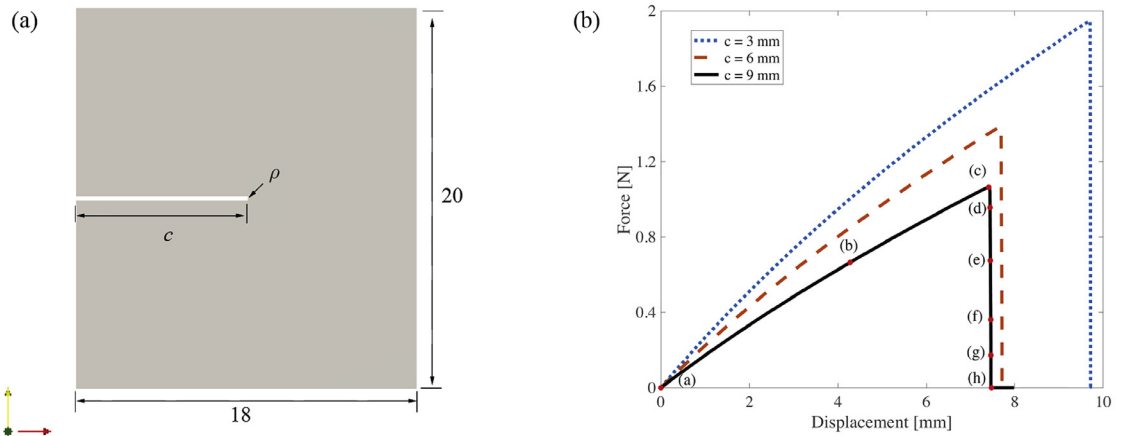 (a)
ρ
c
20
18
(b)
2
1.6
1.2
0.8
0.4
0
Force [N]
c = 3 mm
c = 6 mm
c = 9 mm
(a)
(b)
(c)
(d)
(e)
(f)
(g)
(h)
0 2 4 6 8 10
Displacement [mm]